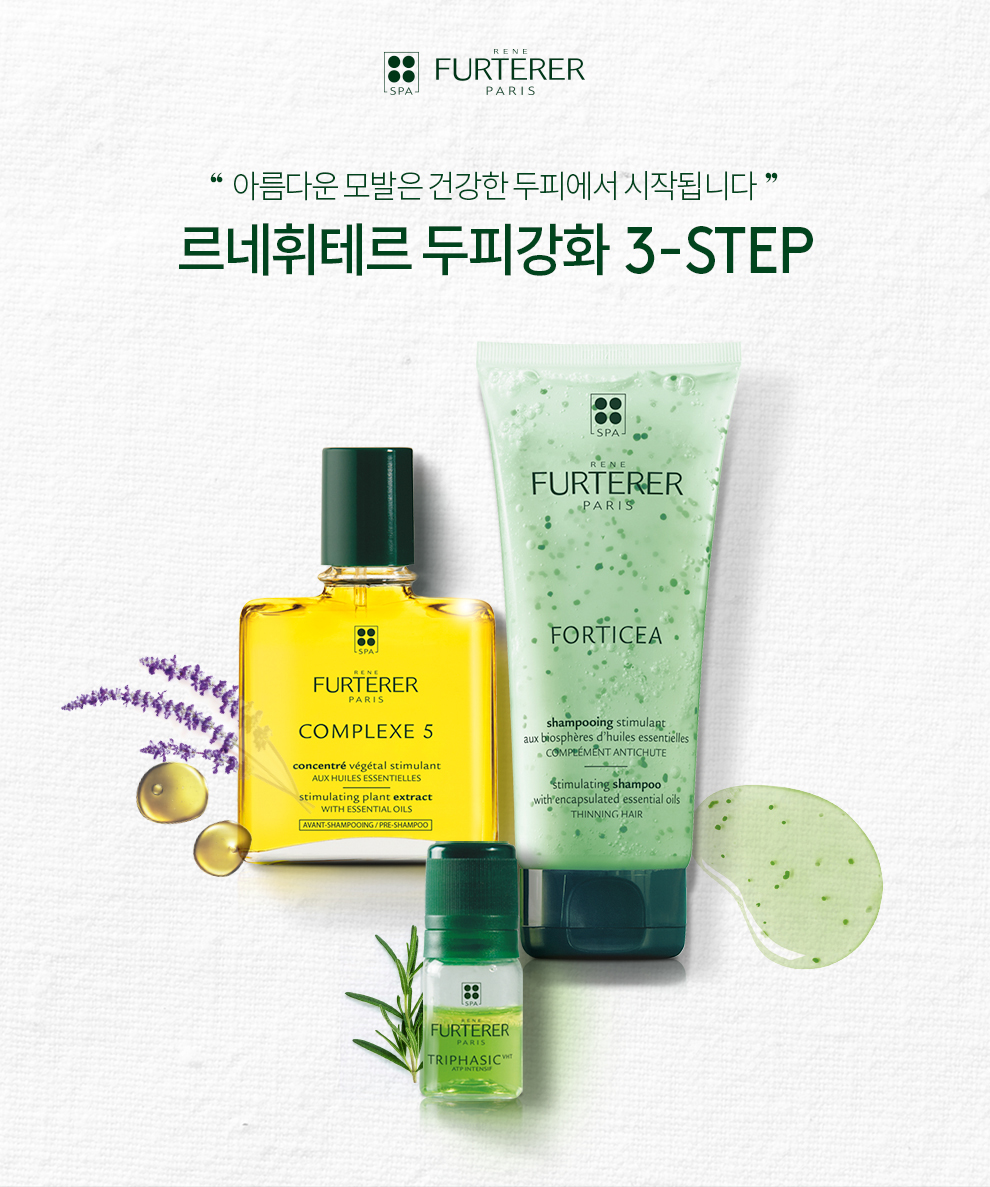 SPA
RENE
FURTERER
PARIS
“ 아름다운 모발은 건강한 두피에서 시작됩니다 ”
르네휘테르 두피강화 3-STEP
SPA
RENE
FURTERER
PARIS
FORTICEA
shampooing stimulant
aux biosphères d'huiles essentielles
COMPLÉMENT ANTICHUTE
stimulating shampoo
with encapsulated essential oils
THINNING HAIR
SPA
RENE
FURTERER
PARIS
COMPLEXE 5
concentré végétal stimulant
AUX HUILES ESSENTIELLES
stimulating plant extract
WITH ESSENTIAL OILS
AVANT-SHAMPOOING / PRE-SHAMPOO
SPA
RENE
FURTERER
PARIS
TRIPHASIC VHT
ATP INTENSIF